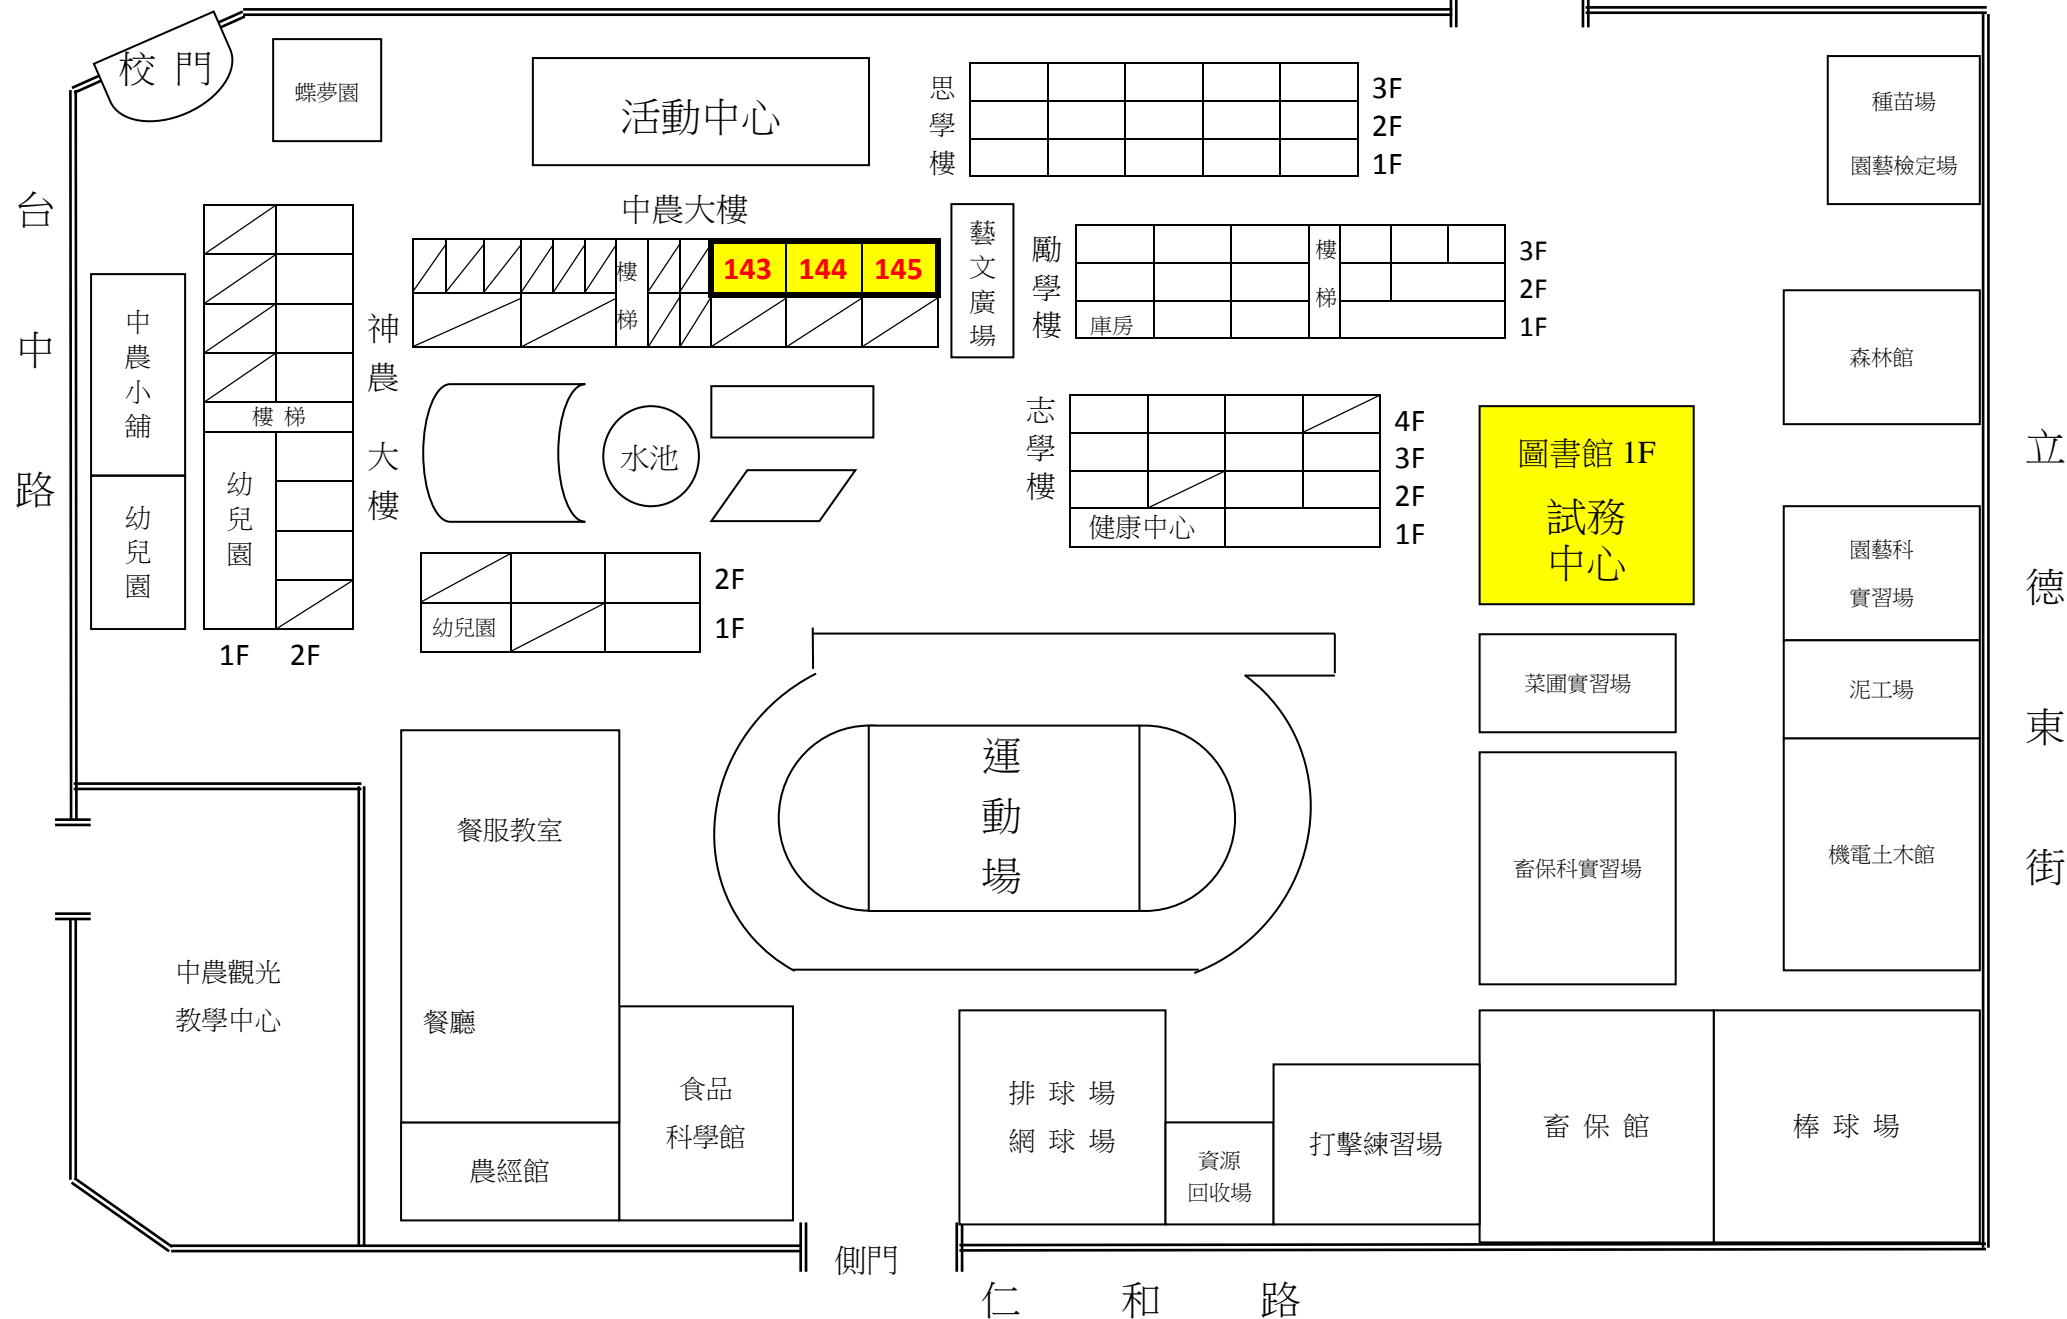 校 門
蝶夢園
活動中心
思學樓
3F
2F
1F
種苗場
園藝檢定場
台中路
中農大樓
143 144 145
樓梯
藝文廣場
勵學樓
樓梯
3F
2F
1F
庫房
中農小舖
幼兒園
樓 梯
幼兒園
1F 2F
神農大樓
水池
志學樓
4F
3F
2F
1F
健康中心
圖書館 1F
試務
中心
森林館
立德東街
園藝科
實習場
泥工場
機電土木館
2F
1F
幼兒園
菜圃實習場
畜保科實習場
運動場
餐服教室
餐廳
農經館
食品
科學館
中農觀光
教學中心
排 球 場
網 球 場
資源
回收場
打擊練習場
畜 保 館
棒 球 場
側門
仁 和 路